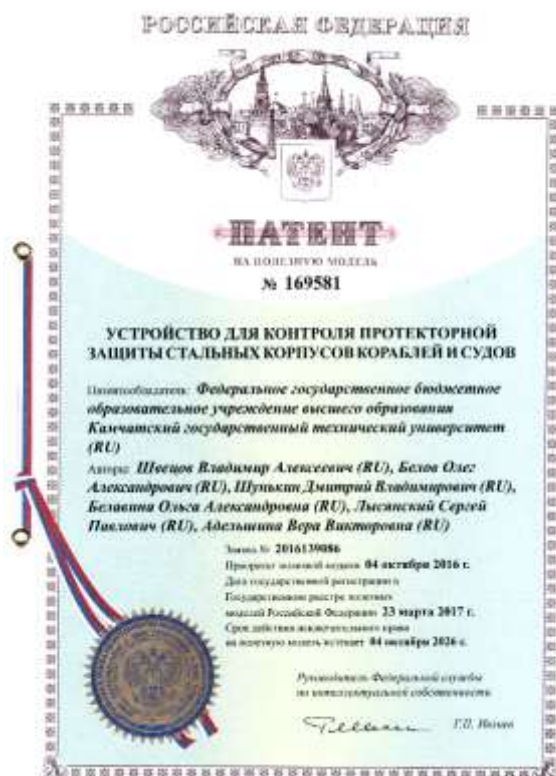 РОССИЙСКАЯ ФЕДЕРАЦИЯ
ПАТЕНТ
НА ПОЛЕЗНУЮ МОДЕЛЬ
№ 169581
УСТРОЙСТВО ДЛЯ КОНТРОЛЯ ПРОТЕКТОРНОЙ
ЗАЩИТЫ СТАЛЬНЫХ КОРПУСОВ КОРАБЛЕЙ И СУДОВ
Патентообладатель: Федеральное государственное бюджетное
образовательное учреждение высшего образования
Камчатский государственный технический университет
(RU)
Авторы: Швецов Владимир Алексеевич (RU), Белов Олег
Александрович (RU), Шунькин Дмитрий Владимирович (RU),
Белавина Ольга Александровна (RU), Лысянский Сергей
Павлович (RU), Адельшина Вера Викторовна (RU)
Заявка № 2016139086
Приоритет полезной модели 04 октября 2016 г.
Дата государственной регистрации в
Государственном реестре полезных
моделей Российской Федерации 23 марта 2017 г.
Срок действия исключительного права
на полезную модель истекает 04 октября 2026 г.
Руководитель Федеральной службы
по интеллектуальной собственности
Г.П. Ивлиев